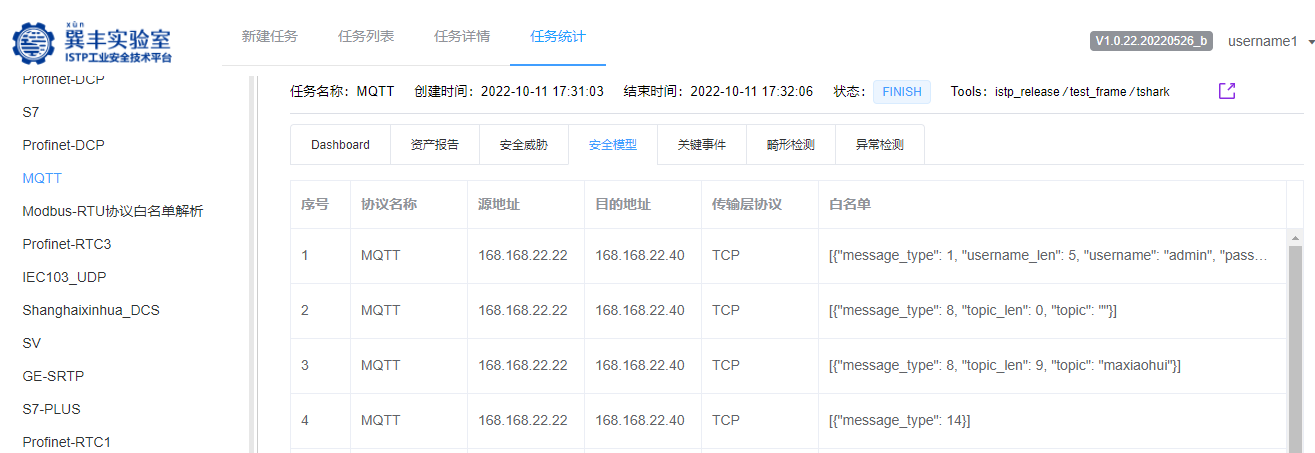 xùn
巽丰实验室
ISTP工业安全技术平台
新建任务 任务列表 任务详情 任务统计
V1.0.22.20220526_b username1
Profinet-DCP
S7
Profinet-DCP
MQTT
Modbus-RTU协议白名单解析
Profinet-RTC3
IEC103_UDP
Shanghaixinhua_DCS
SV
GE-SRTP
S7-PLUS
Profinet-RTC1
任务名称：MQTT 创建时间：2022-10-11 17:31:03 结束时间：2022-10-11 17:32:06 状态： FINISH Tools：istp_release / test_frame / tshark
Dashboard 资产报告 安全威胁 安全模型 关键事件 畸形检测 异常检测
序号 协议名称 源地址 目的地址 传输层协议 白名单
1 MQTT 168.168.22.22 168.168.22.40 TCP [{"message_type": 1, "username_len": 5, "username": "admin", "pass...
2 MQTT 168.168.22.22 168.168.22.40 TCP [{"message_type": 8, "topic_len": 0, "topic": ""}]
3 MQTT 168.168.22.22 168.168.22.40 TCP [{"message_type": 8, "topic_len": 9, "topic": "maxiaohui"}]
4 MQTT 168.168.22.22 168.168.22.40 TCP [{"message_type": 14}]